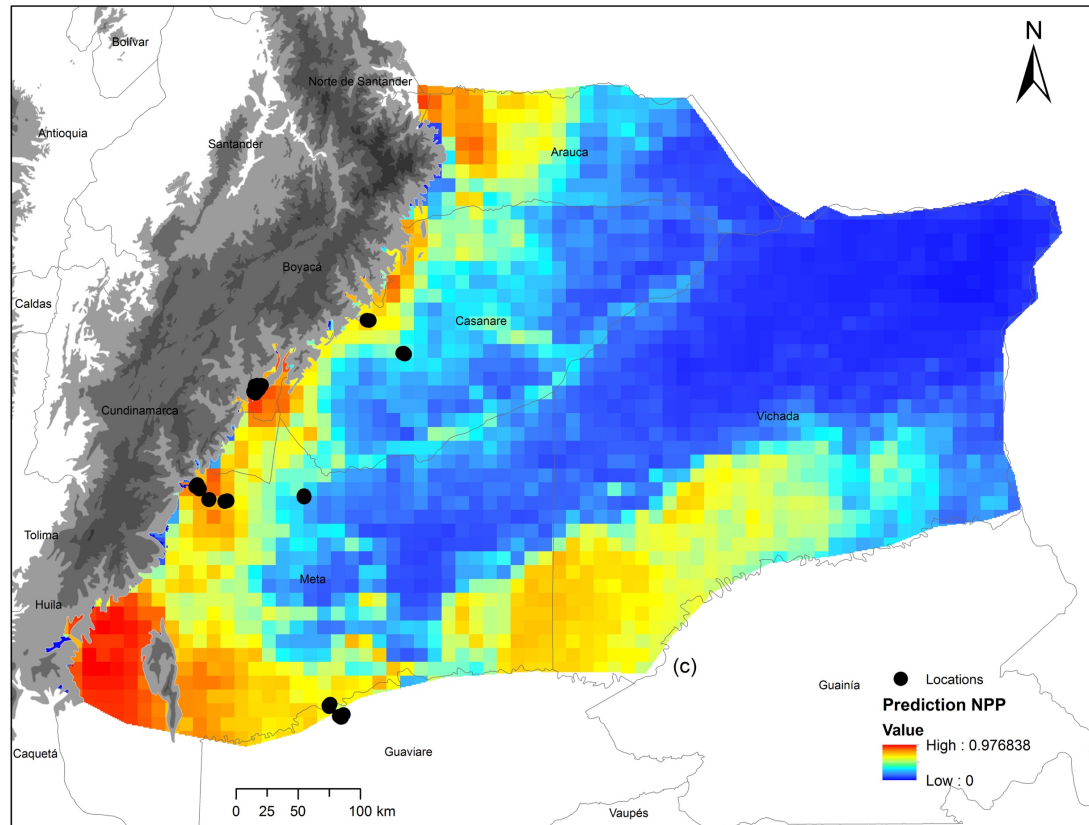 Bolívar
N
Norte de Santander
Antioquia
Santander
Arauca
Boyacá
Caldas
Casanare
Cundinamarca
Vichada
Tolima
Meta
Huila
(c)
Guainía
Locations
Prediction NPP
Value
High : 0.976838
Low : 0
Caquetá
Guaviare
0 25 50 100 km
Vaupés